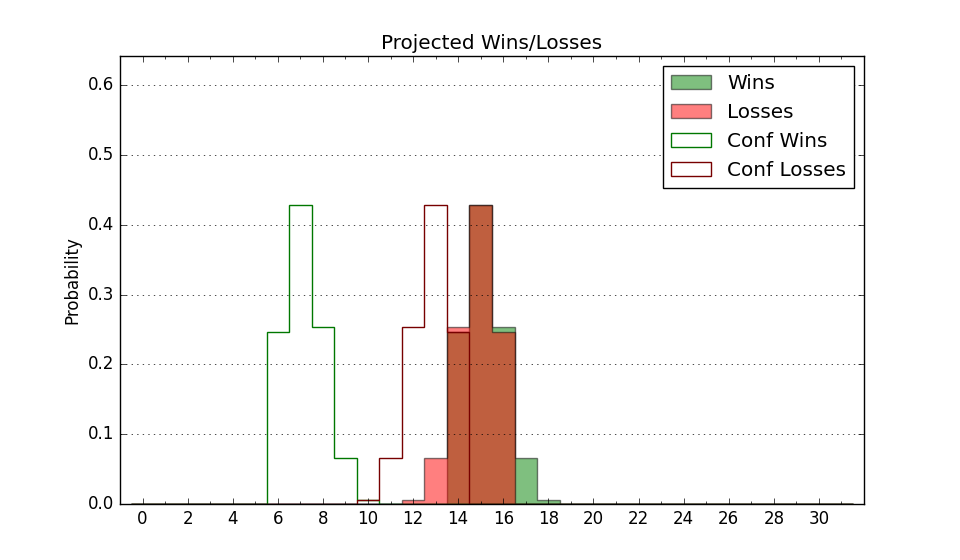 Projected Wins/Losses
Wins
Losses
Conf Wins
Conf Losses
Probability
0.6
0.5
0.4
0.3
0.2
0.1
0.0
0 2 4 6 8 10 12 14 16 18 20 22 24 26 28 30